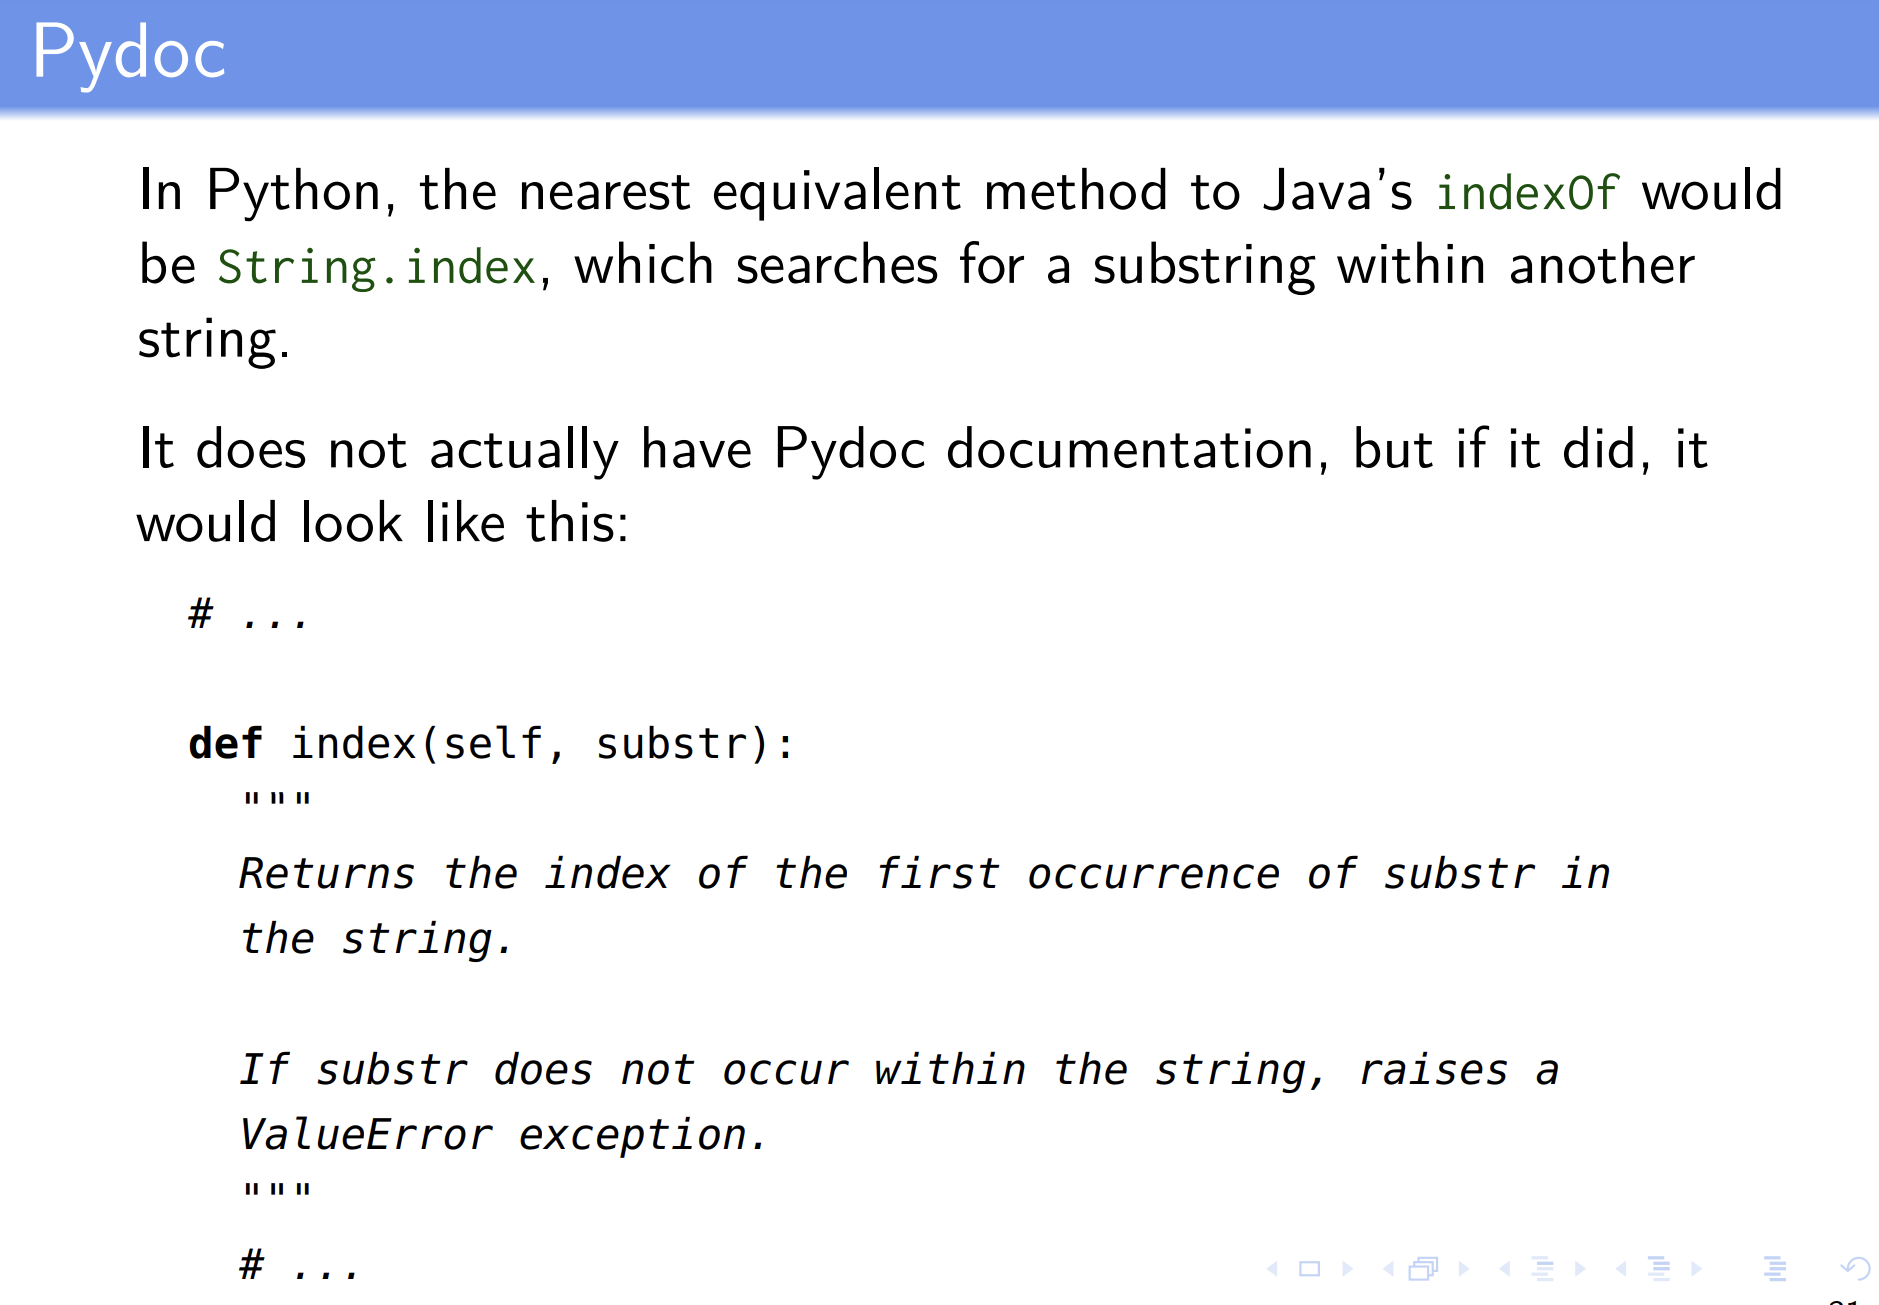 Pydoc
In Python, the nearest equivalent method to Java's indexOf would
be String.index, which searches for a substring within another
string.
It does not actually have Pydoc documentation, but if it did, it
would look like this:
# ...
def index(self, substr):
"""
Returns the index of the first occurrence of substr in
the string.
If substr does not occur within the string, raises a
ValueError exception.
"""
# ...